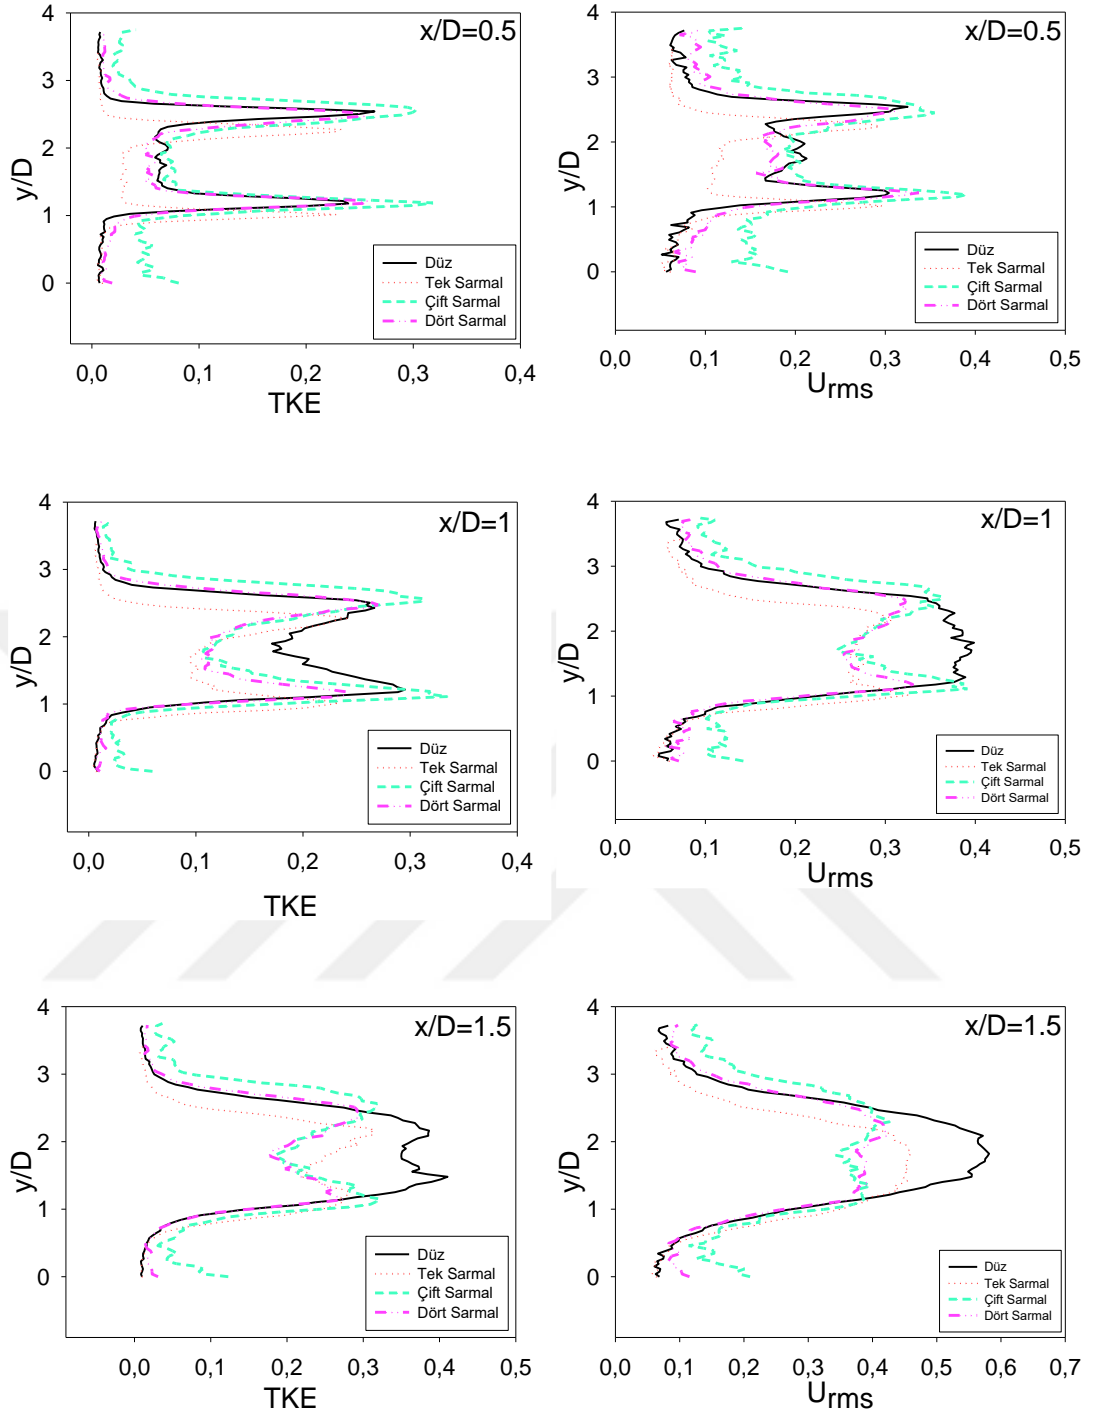 x/D=0.5
4
3
2
1
0
y/D
Düz
Tek Sarmal
Çift Sarmal
Dört Sarmal
0,0 0,1 0,2 0,3 0,4
TKE
x/D=0.5
4
3
2
1
0
y/D
Düz
Tek Sarmal
Çift Sarmal
Dört Sarmal
0,0 0,1 0,2 0,3 0,4 0,5
Urms
x/D=1
4
3
2
1
0
y/D
Düz
Tek Sarmal
Çift Sarmal
Dört Sarmal
0,0 0,1 0,2 0,3 0,4
TKE
x/D=1
4
3
2
1
0
y/D
Düz
Tek Sarmal
Çift Sarmal
Dört Sarmal
0,0 0,1 0,2 0,3 0,4 0,5
Urms
x/D=1.5
4
3
2
1
0
y/D
Düz
Tek Sarmal
Çift Sarmal
Dört Sarmal
0,0 0,1 0,2 0,3 0,4 0,5
TKE
x/D=1.5
4
3
2
1
0
y/D
Düz
Tek Sarmal
Çift Sarmal
Dört Sarmal
0,0 0,1 0,2 0,3 0,4 0,5 0,6 0,7
Urms